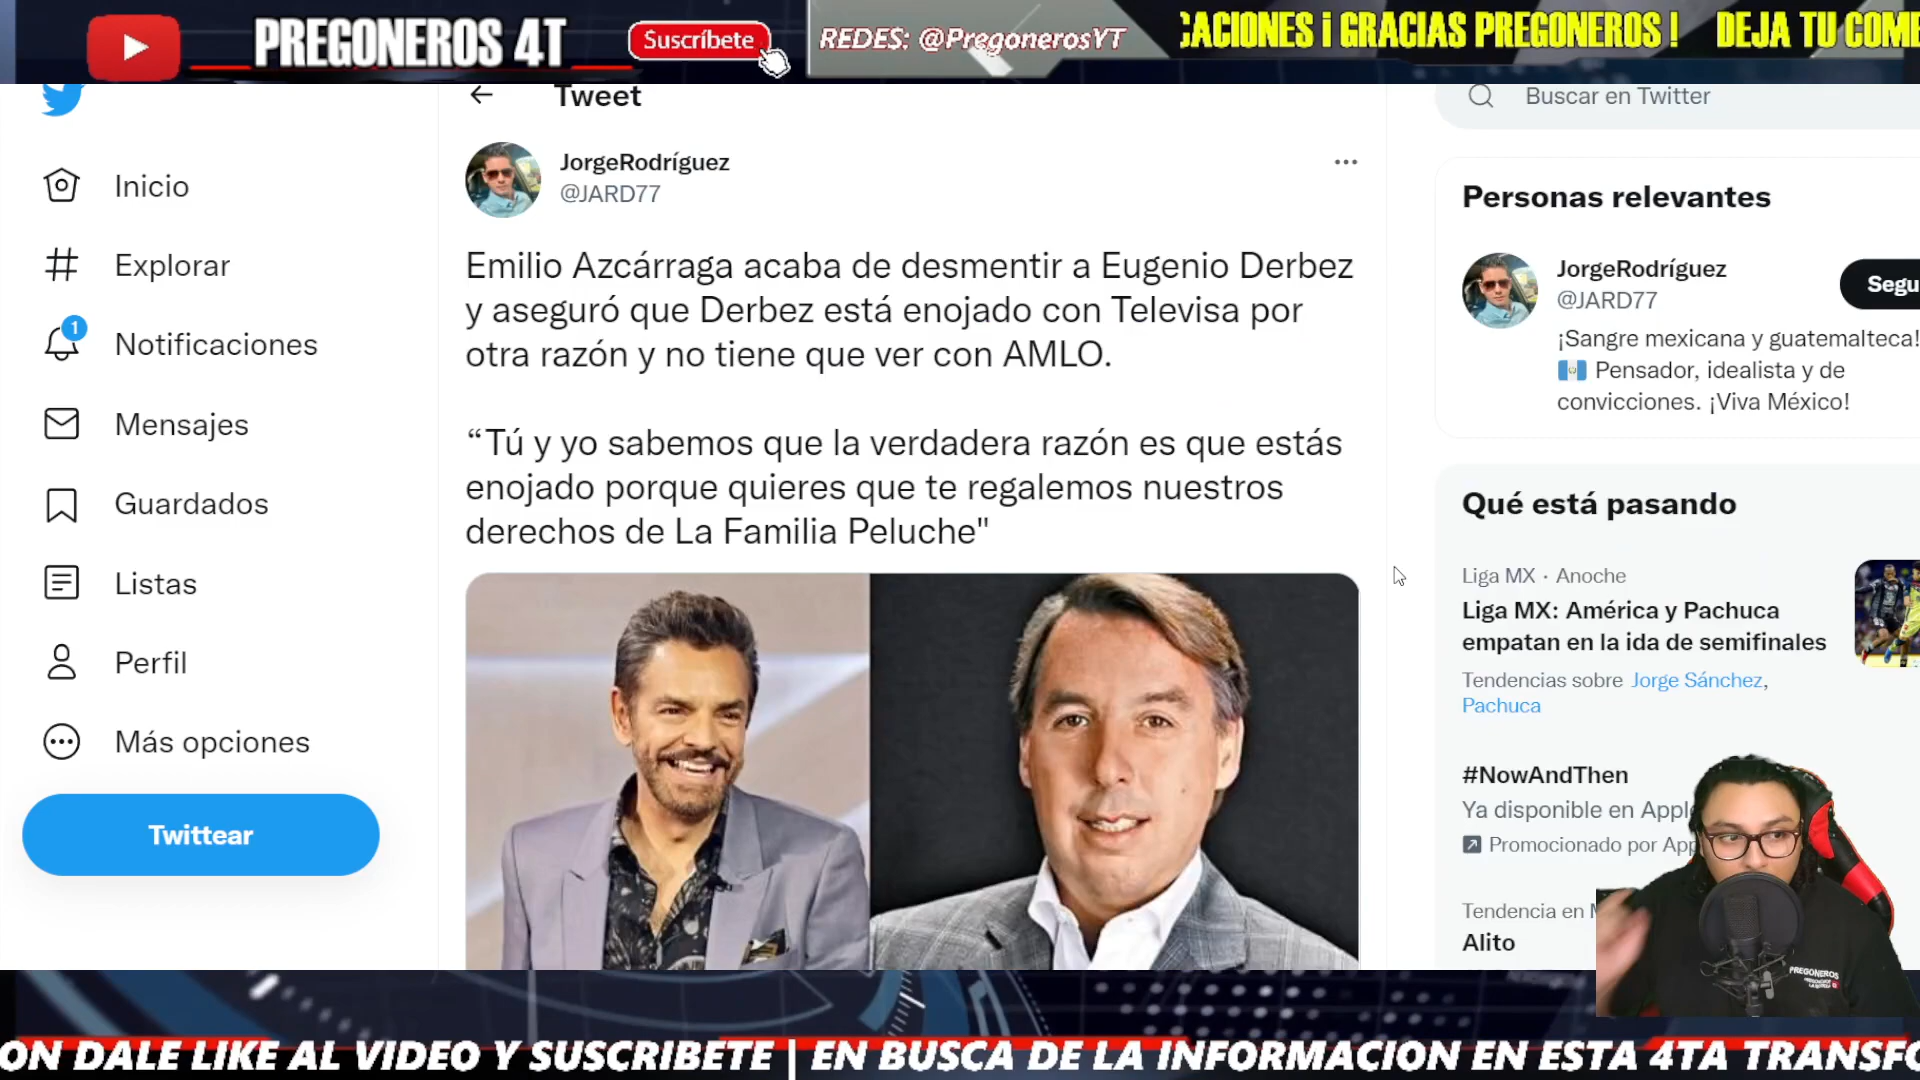 PREGONEROS 4T
Suscríbete
REDES: @PregonerosYT
CACIONES ¡ GRACIAS PREGONEROS !
DEJA TU COME
Tweet
Buscar en Twitter
Inicio
Explorar
1
Notificaciones
Mensajes
Guardados
Listas
Perfil
Más opciones
Twittear
JorgeRodríguez
@JARD77
Emilio Azcárraga acaba de desmentir a Eugenio Derbez
y aseguró que Derbez está enojado con Televisa por
otra razón y no tiene que ver con AMLO.
“Tú y yo sabemos que la verdadera razón es que estás
enojado porque quieres que te regalemos nuestros
derechos de La Familia Peluche"
Personas relevantes
JorgeRodríguez
@JARD77
Segu
¡Sangre mexicana y guatemalteca!
Pensador, idealista y de
convicciones. ¡Viva México!
Qué está pasando
Liga MX · Anoche
Liga MX: América y Pachuca
empatan en la ida de semifinales
Tendencias sobre Jorge Sánchez,
Pachuca
#NowAndThen
Ya disponible en Apple
Promocionado por App
Tendencia en M
Alito
PREGONEROS
ON DALE LIKE AL VIDEO Y SUSCRIBETE | EN BUSCA DE LA INFORMACION EN ESTA 4TA TRANSFO